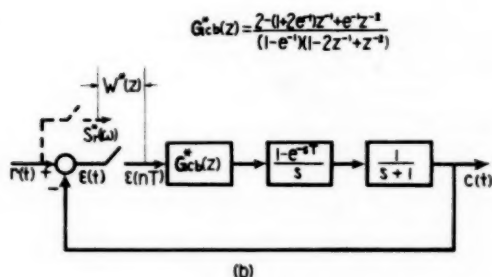 G*cb(z)=2-(1+2e⁻¹)z⁻¹+e⁻¹z⁻²
(1-e⁻¹)(1-2z⁻¹+z⁻²)
W*(z)
S*r(ω)
r(t) +
-
ε(t)
ε(nT)
G*cb(z)
1-e⁻ˢᵀ
s
1
s+1
c(t)
(b)